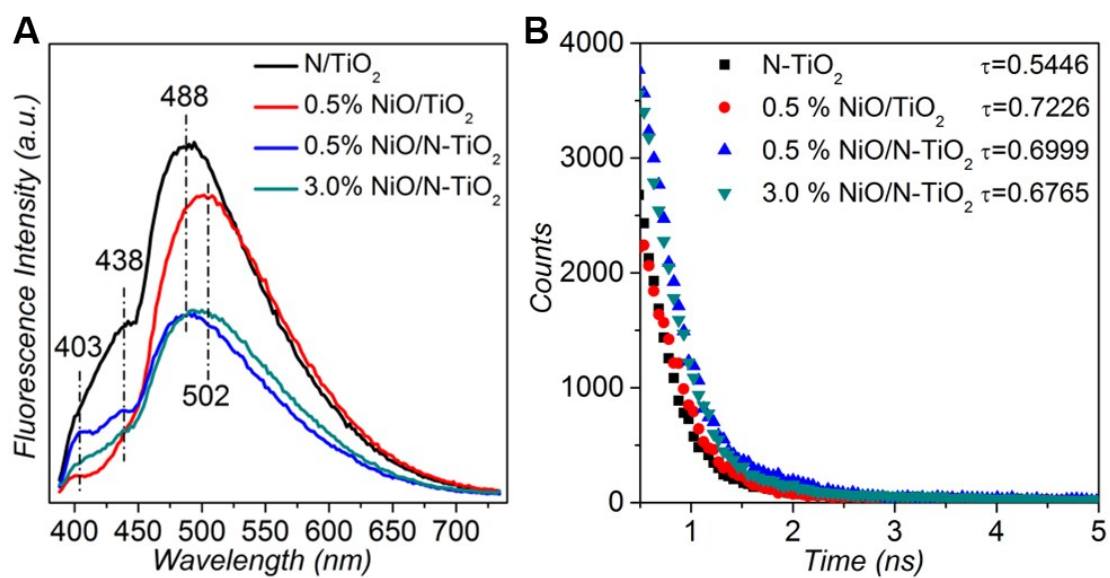 A
N/TiO₂
0.5% NiO/TiO₂
0.5% NiO/N-TiO₂
3.0% NiO/N-TiO₂
488
438
403
502
Fluorescence Intensity (a.u.)
400 450 500 550 600 650 700
Wavelength (nm)
B
N-TiO₂ τ=0.5446
0.5 % NiO/TiO₂ τ=0.7226
0.5 % NiO/N-TiO₂ τ=0.6999
3.0 % NiO/N-TiO₂ τ=0.6765
4000
3000
2000
1000
0
Counts
1 2 3 4 5
Time (ns)